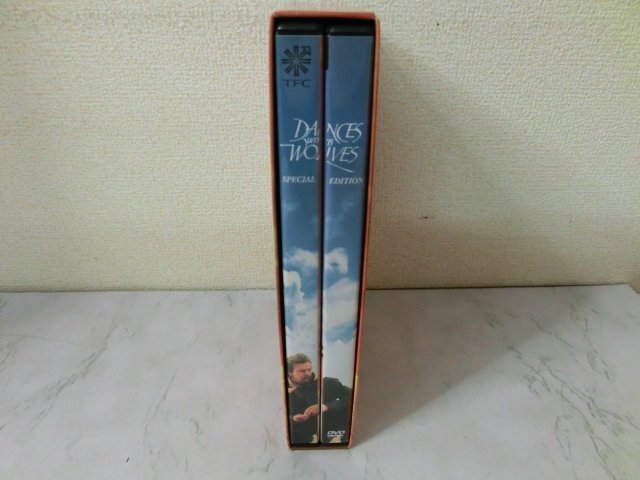 TFC
DANCES
WITH
WOLVES
SPECIAL EDITION
DVD